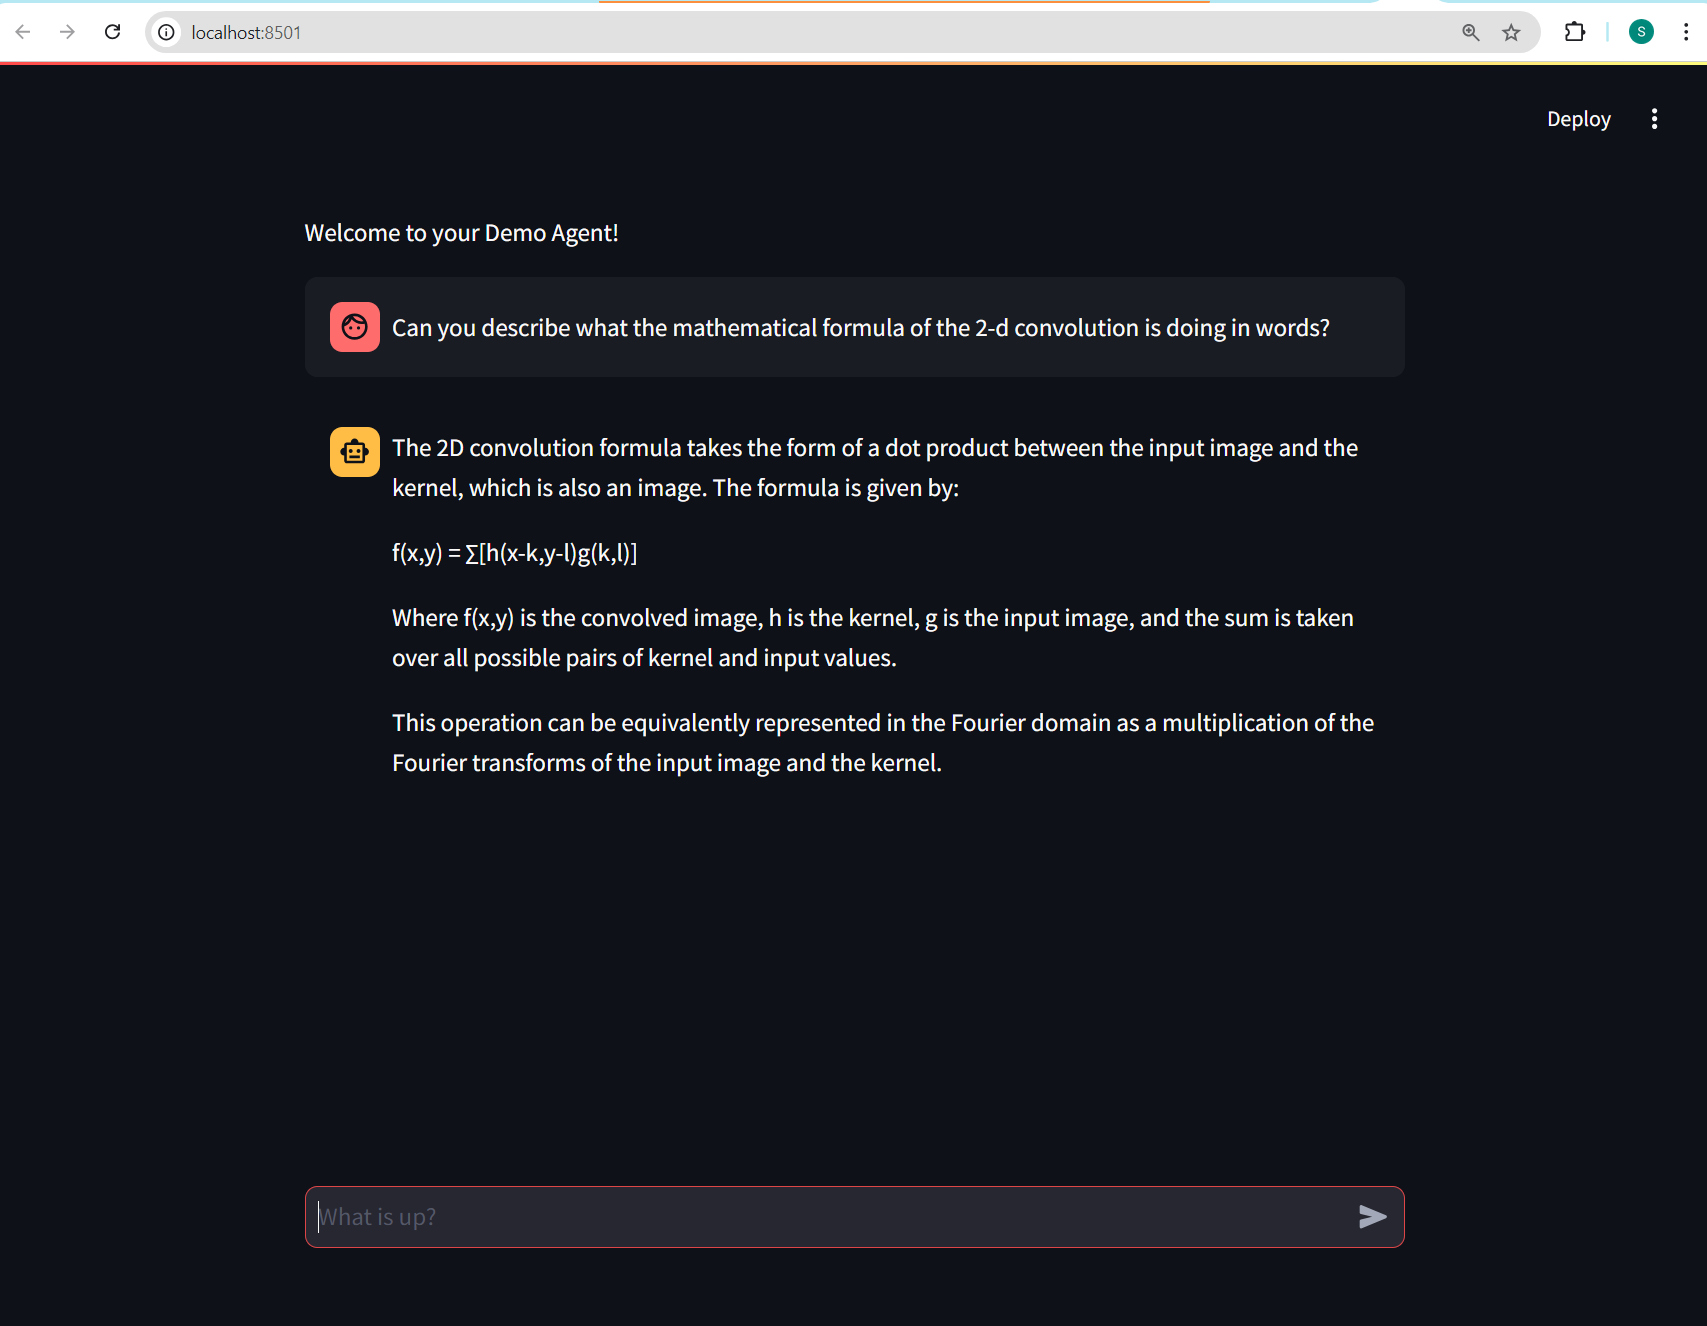 localhost:8501
S
Deploy
Welcome to your Demo Agent!
Can you describe what the mathematical formula of the 2-d convolution is doing in words?
The 2D convolution formula takes the form of a dot product between the input image and the
kernel, which is also an image. The formula is given by:
f(x,y) = ∑[h(x-k,y-l)g(k,l)]
Where f(x,y) is the convolved image, h is the kernel, g is the input image, and the sum is taken
over all possible pairs of kernel and input values.
This operation can be equivalently represented in the Fourier domain as a multiplication of the
Fourier transforms of the input image and the kernel.
What is up?